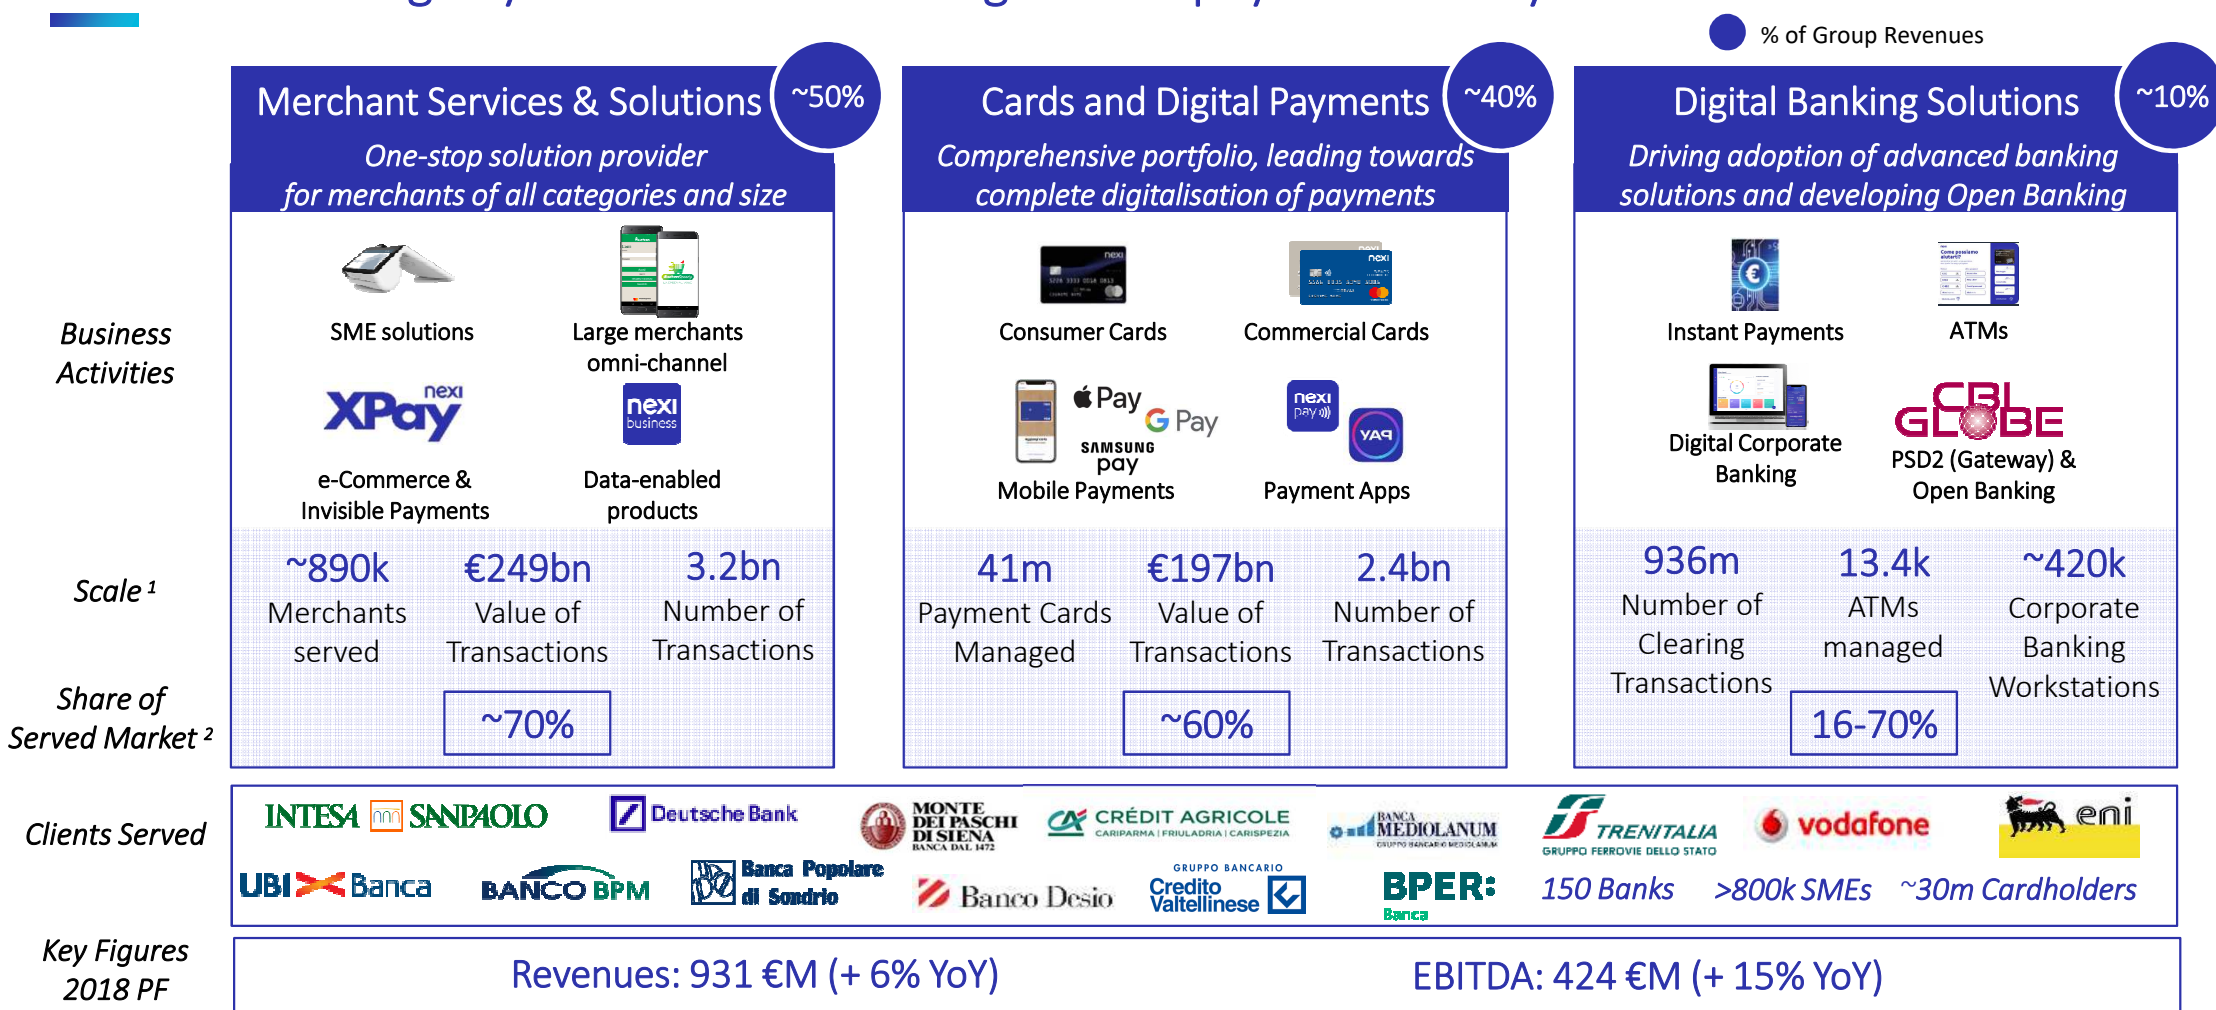 % of Group Revenues
Merchant Services & Solutions
~50%
One-stop solution provider
for merchants of all categories and size
Cards and Digital Payments
~40%
Comprehensive portfolio, leading towards
complete digitalisation of payments
Digital Banking Solutions
~10%
Driving adoption of advanced banking
solutions and developing Open Banking
Business
Activities
SME solutions
Large merchants
omni-channel
XPay nexi
nexi
business
e-Commerce &
Invisible Payments
Data-enabled
products
nexi
Consumer Cards
nexi
Commercial Cards
Pay
G Pay
SAMSUNG
pay
Mobile Payments
nexi
pay
YAP
Payment Apps
Instant Payments
ATMs
Digital Corporate
Banking
CBI
GLOBE
PSD2 (Gateway) &
Open Banking
Scale 1
~890k
Merchants
served
€249bn
Value of
Transactions
3.2bn
Number of
Transactions
41m
Payment Cards
Managed
€197bn
Value of
Transactions
2.4bn
Number of
Transactions
936m
Number of
Clearing
Transactions
13.4k
ATMs
managed
~420k
Corporate
Banking
Workstations
Share of
Served Market 2
~70%
~60%
16-70%
Clients Served
INTESA SANPAOLO
Deutsche Bank
MONTE
DEI PASCHI
DI SIENA
BANCA DAL 1472
CRÉDIT AGRICOLE
CARIPARMA | FRIULADRIA | CARISPEZIA
BANCA
MEDIOLANUM
GRUPPO BANCARIO MEDIOLANUM
TRENITALIA
GRUPPO FERROVIE DELLO STATO
vodafone
eni
UBI Banca
BANCO BPM
Banca Popolare
di Sondrio
Banco Desio
GRUPPO BANCARIO
Credito
Valtellinese
BPER:
Banca
150 Banks
>800k SMEs
~30m Cardholders
Key Figures
2018 PF
Revenues: 931 €M (+ 6% YoY)
EBITDA: 424 €M (+ 15% YoY)